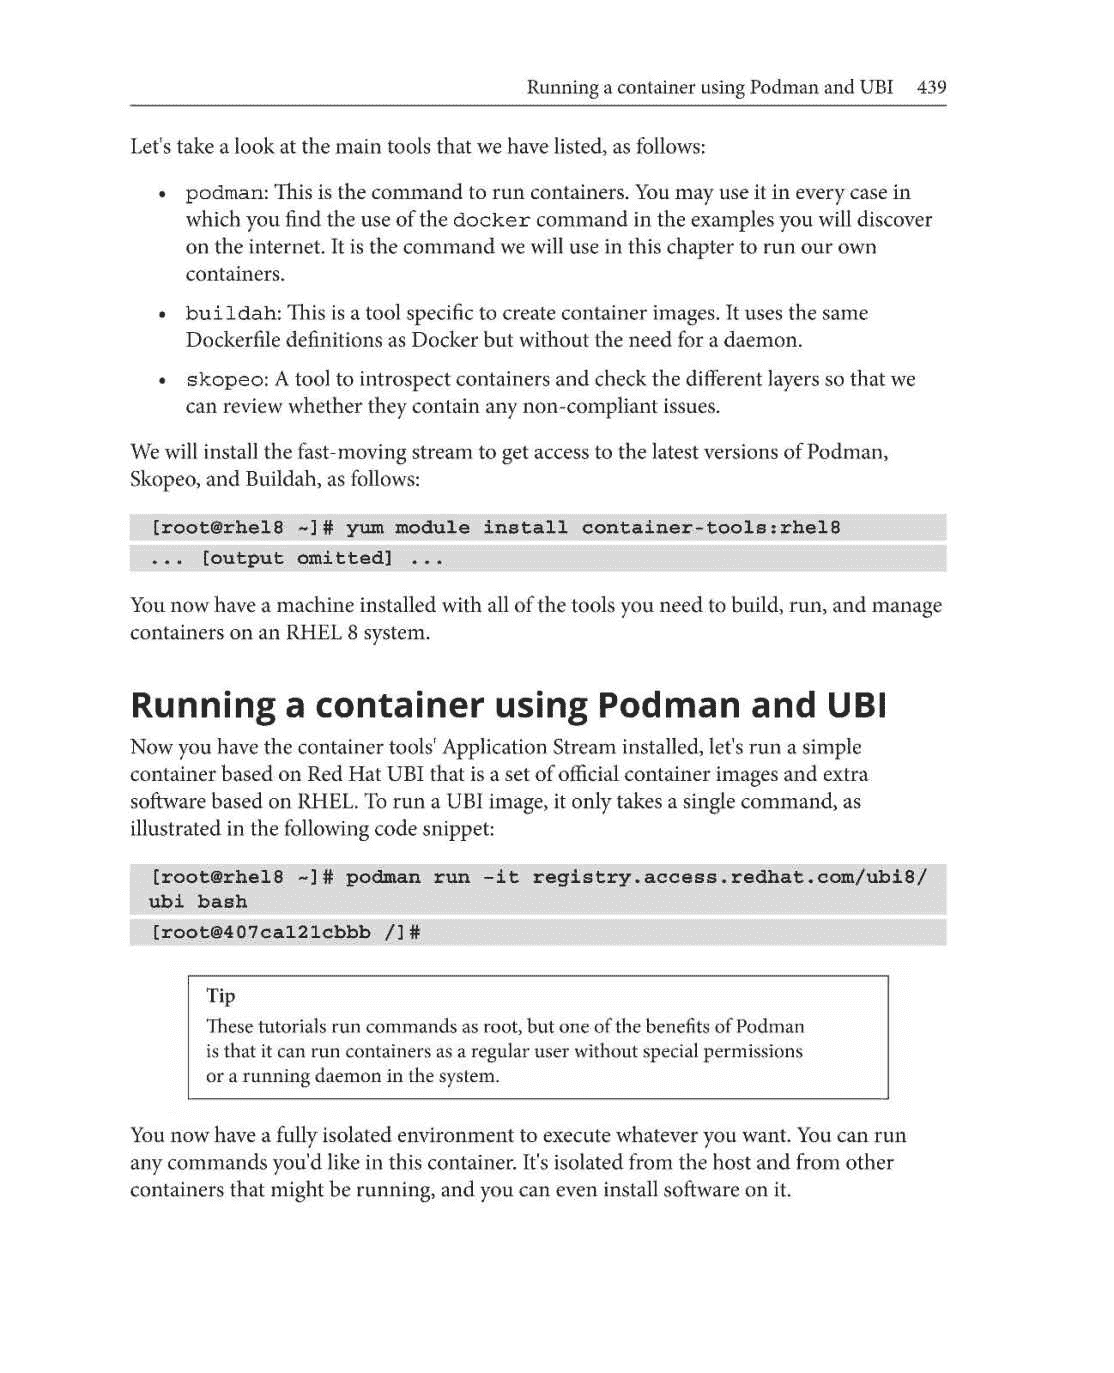 Running a container using Podman and UBI 439
Let's take a look at the main tools that we have listed, as follows:
• podman: This is the command to run containers. You may use it in every case in
which you find the use of the docker command in the examples you will discover
on the internet. It is the command we will use in this chapter to run our own
containers.
• buildah: This is a tool specific to create container images. It uses the same
Dockerfile definitions as Docker but without the need for a daemon.
• skopeo: A tool to introspect containers and check the different layers so that we
can review whether they contain any non-compliant issues.
We will install the fast-moving stream to get access to the latest versions of Podman,
Skopeo, and Buildah, as follows:
[root@rhel8 ~]# yum module install container-tools:rhel8
... [output omitted] ...
You now have a machine installed with all of the tools you need to build, run, and manage
containers on an RHEL 8 system.
Running a container using Podman and UBI
Now you have the container tools' Application Stream installed, let's run a simple
container based on Red Hat UBI that is a set of official container images and extra
software based on RHEL. To run a UBI image, it only takes a single command, as
illustrated in the following code snippet:
[root@rhel8 ~]# podman run -it registry.access.redhat.com/ubi8/
ubi bash
[root@407ca121cbbb /]#
Tip
These tutorials run commands as root, but one of the benefits of Podman
is that it can run containers as a regular user without special permissions
or a running daemon in the system.
You now have a fully isolated environment to execute whatever you want. You can run
any commands you'd like in this container. It's isolated from the host and from other
containers that might be running, and you can even install software on it.